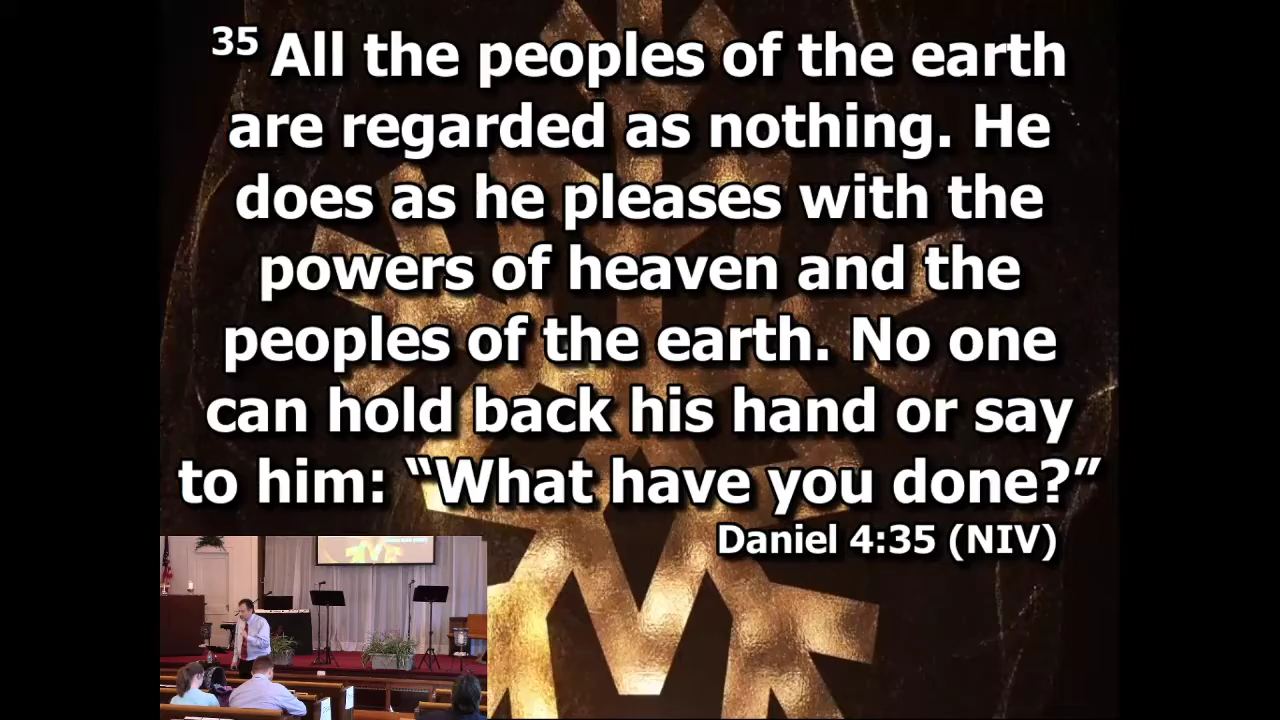 35 All the peoples of the earth
are regarded as nothing. He
does as he pleases with the
powers of heaven and the
peoples of the earth. No one
can hold back his hand or say
to him: “What have you done?”
Daniel 4:35 (NIV)